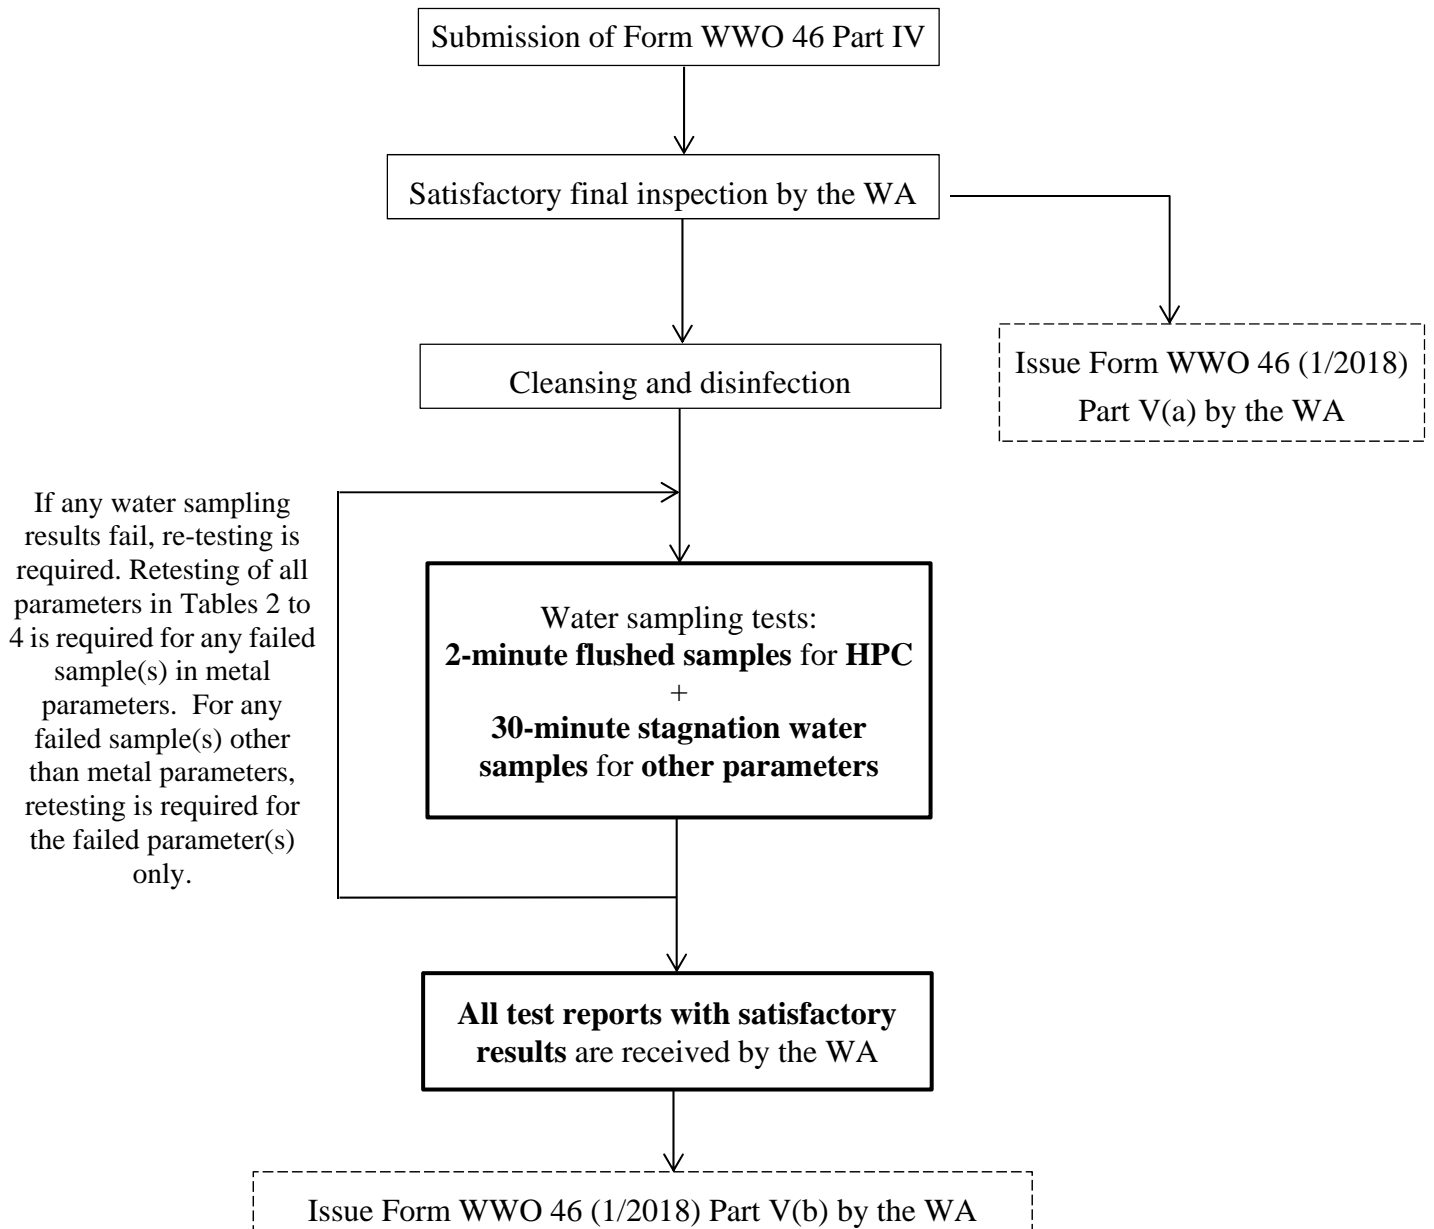 Submission of Form WWO 46 Part IV
Satisfactory final inspection by the WA
Issue Form WWO 46 (1/2018)
Part V(a) by the WA
Cleansing and disinfection
If any water sampling
results fail, re-testing is
required. Retesting of all
parameters in Tables 2 to
4 is required for any failed
sample(s) in metal
parameters. For any
failed sample(s) other
than metal parameters,
retesting is required for
the failed parameter(s)
only.
Water sampling tests:
2-minute flushed samples for HPC
+
30-minute stagnation water
samples for other parameters
All test reports with satisfactory
results are received by the WA
Issue Form WWO 46 (1/2018) Part V(b) by the WA